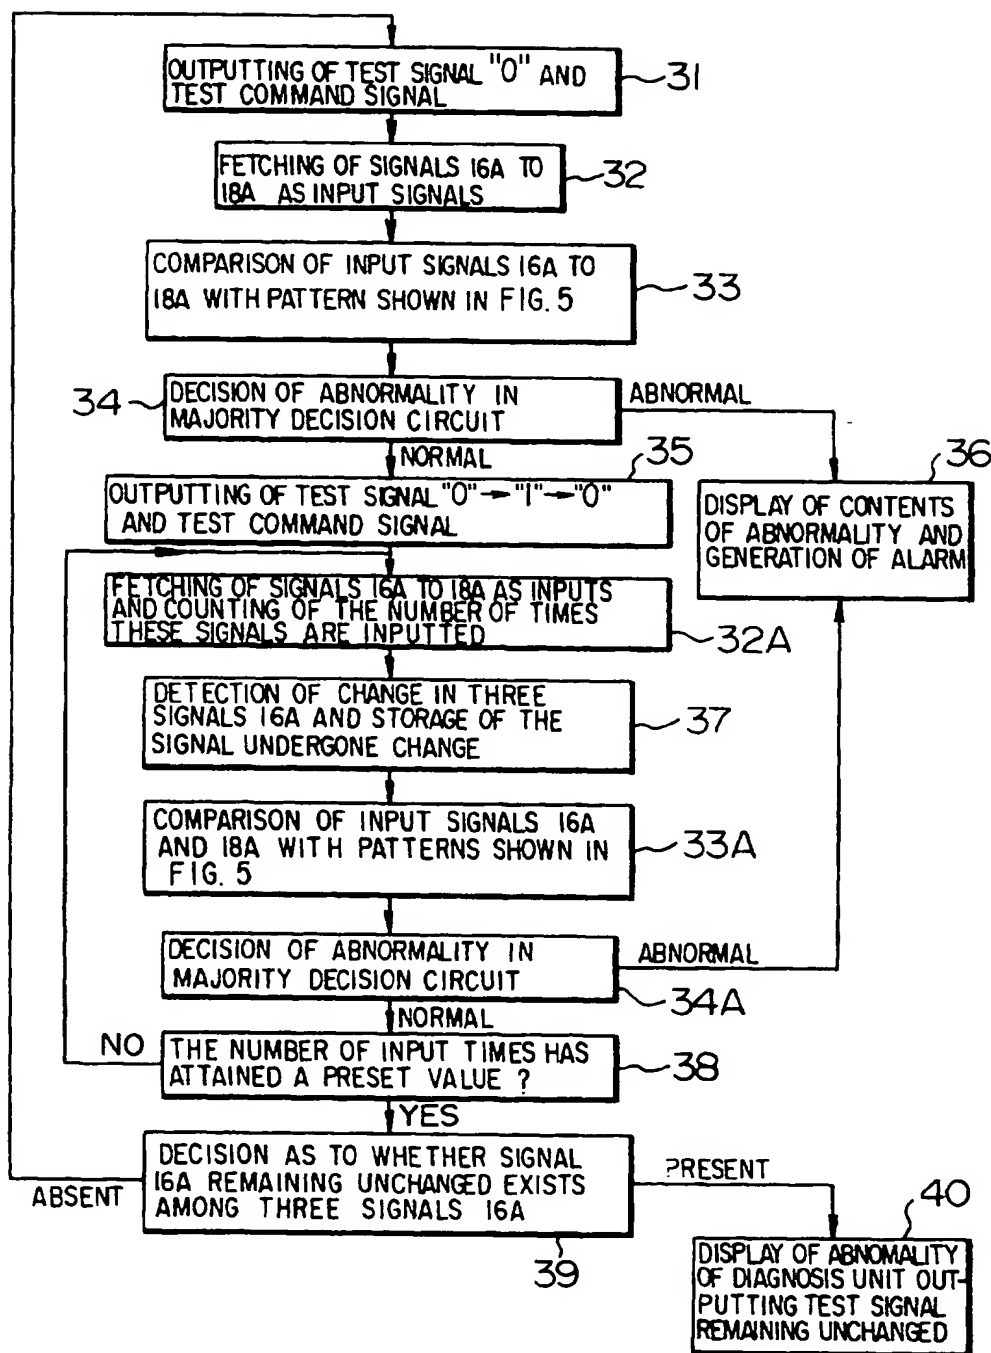 OUTPUTTING OF TEST SIGNAL "0" AND
TEST COMMAND SIGNAL
31
FETCHING OF SIGNALS 16A TO
18A AS INPUT SIGNALS
32
COMPARISON OF INPUT SIGNALS 16A TO
18A WITH PATTERN SHOWN IN FIG. 5
33
34
DECISION OF ABNORMALITY IN
MAJORITY DECISION CIRCUIT
ABNORMAL
NORMAL
35
OUTPUTTING OF TEST SIGNAL "0"→"1"→"0"
AND TEST COMMAND SIGNAL
36
DISPLAY OF CONTENTS
OF ABNORMALITY AND
GENERATION OF ALARM
FETCHING OF SIGNALS 16A TO 18A AS INPUTS
AND COUNTING OF THE NUMBER OF TIMES
THESE SIGNALS ARE INPUTTED
32A
DETECTION OF CHANGE IN THREE
SIGNALS 16A AND STORAGE OF THE
SIGNAL UNDERGONE CHANGE
37
COMPARISON OF INPUT SIGNALS 16A
AND 18A WITH PATTERNS SHOWN IN
FIG. 5
33A
DECISION OF ABNORMALITY IN
MAJORITY DECISION CIRCUIT
ABNORMAL
34A
NORMAL
NO
THE NUMBER OF INPUT TIMES HAS
ATTAINED A PRESET VALUE ?
38
YES
DECISION AS TO WHETHER SIGNAL
16A REMAINING UNCHANGED EXISTS
AMONG THREE SIGNALS 16A
ABSENT
PRESENT
39
40
DISPLAY OF ABNOMALITY
OF DIAGNOSIS UNIT OUT-
PUTTING TEST SIGNAL
REMAINING UNCHANGED